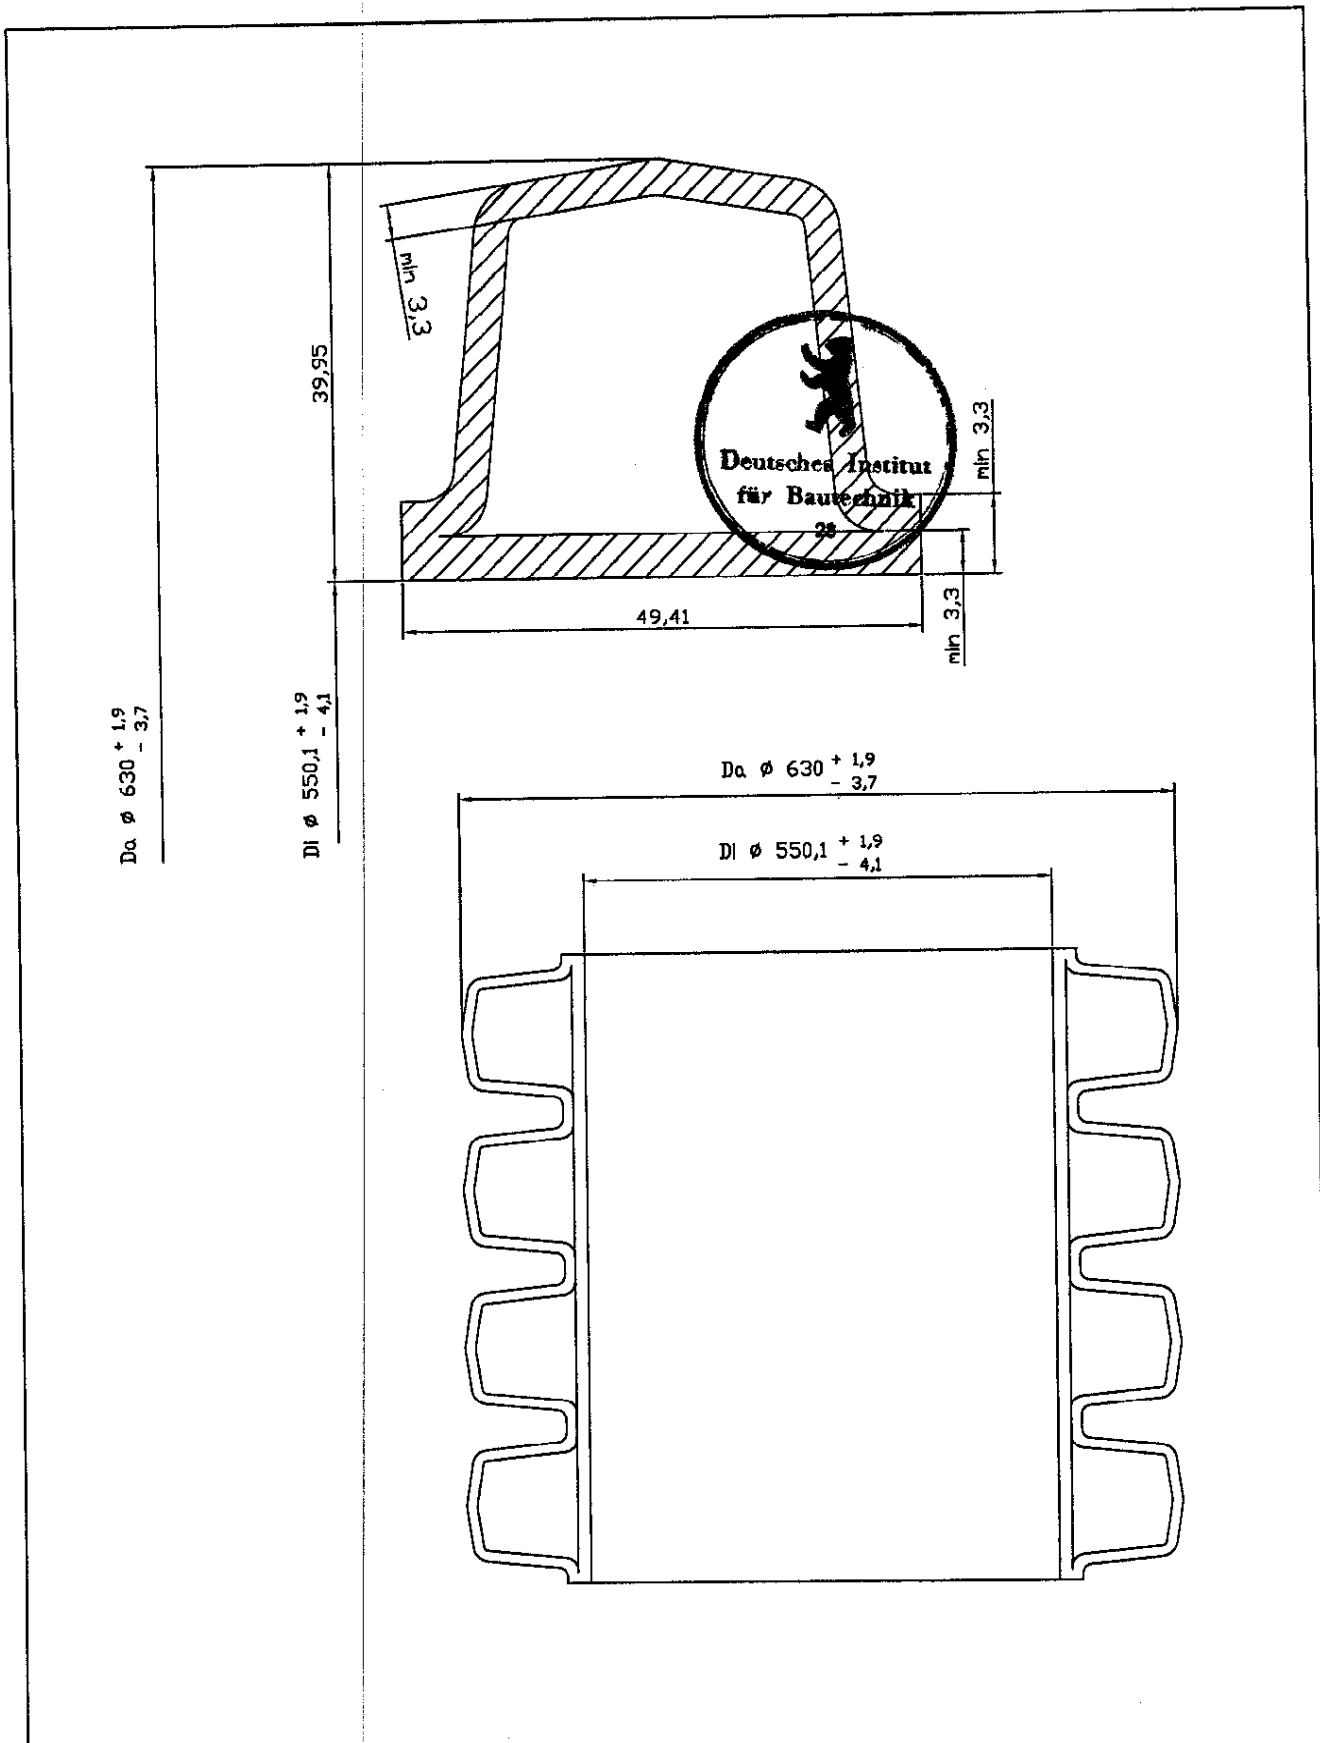 min 3,3
39,95
Deutsches Institut
für Bautechnik
28
min 3,3
49,41
min 3,3
Da ø 630 + 1,9
- 3,7
Di ø 550,1 + 1,9
- 4,1
Da ø 630 + 1,9
- 3,7
Di ø 550,1 + 1,9
- 4,1